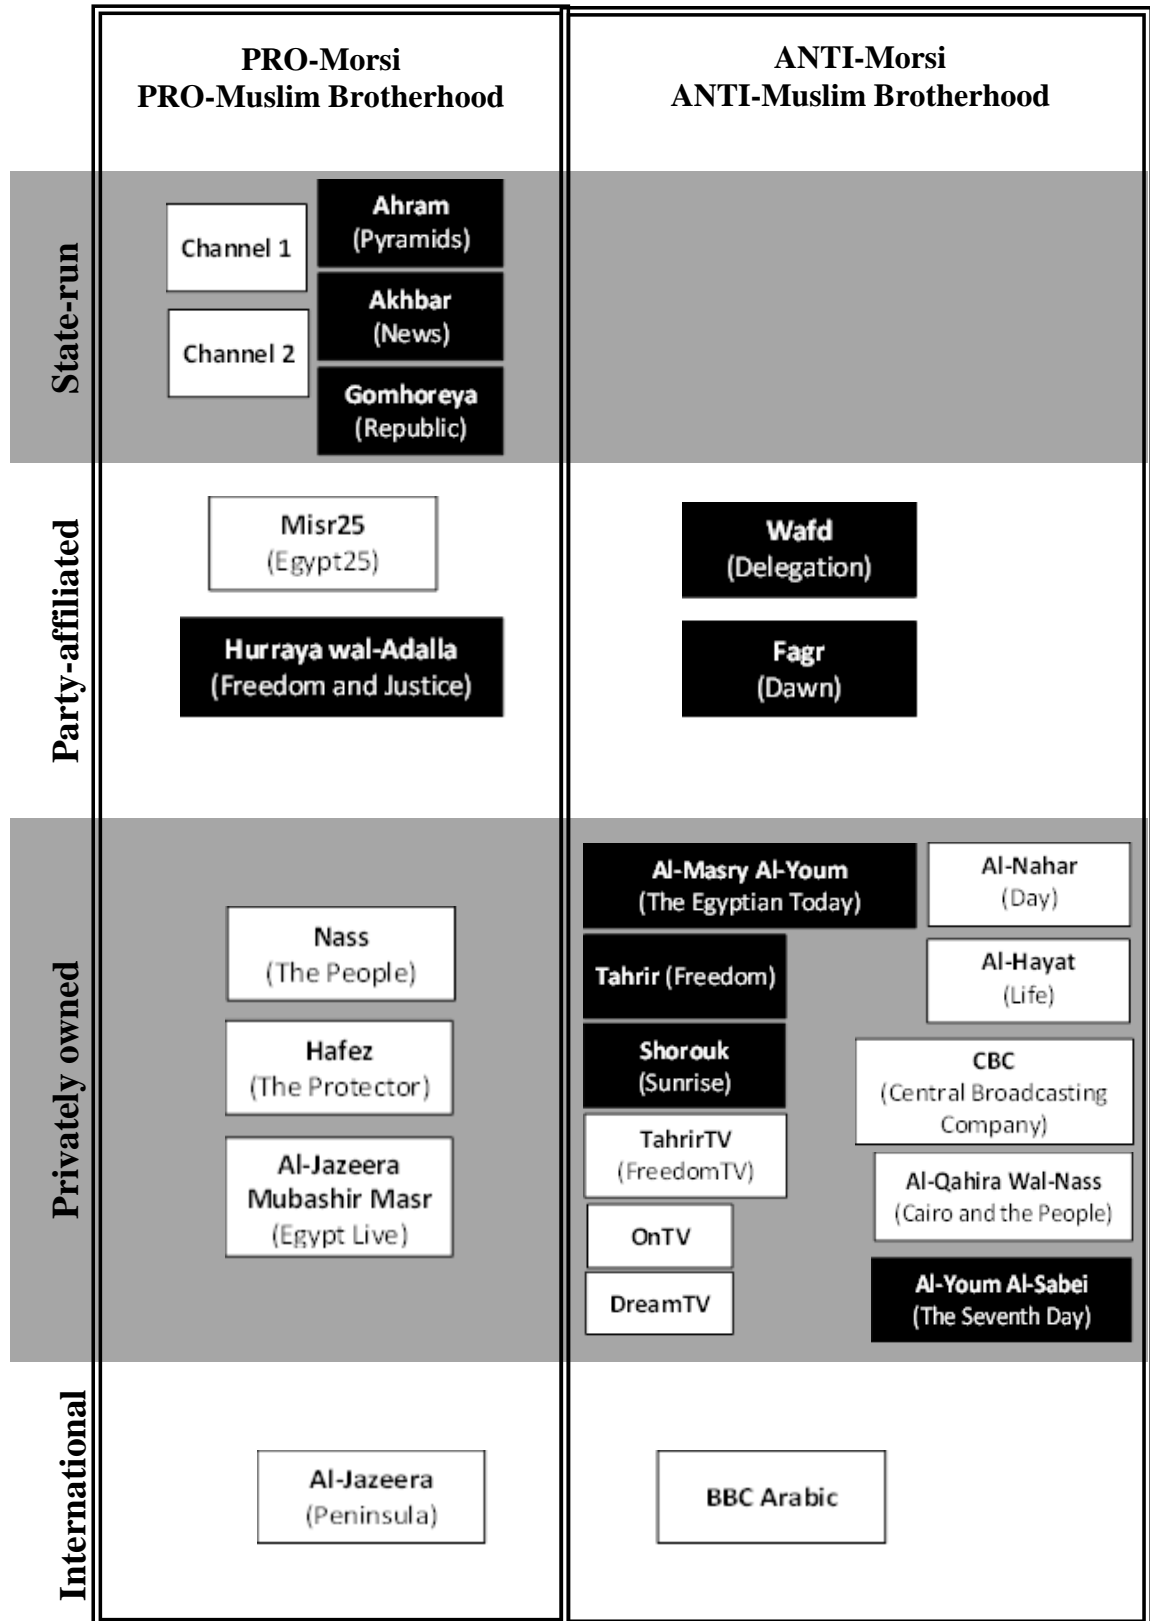 PRO-Morsi
PRO-Muslim Brotherhood
ANTI-Morsi
ANTI-Muslim Brotherhood
State-run
Channel 1
Channel 2
Ahram
(Pyramids)
Akhbar
(News)
Gomhoreya
(Republic)
Party-affiliated
Misr25
(Egypt25)
Hurraya wal-Adalla
(Freedom and Justice)
Wafd
(Delegation)
Fagr
(Dawn)
Privately owned
Nass
(The People)
Hafez
(The Protector)
Al-Jazeera
Mubashir Masr
(Egypt Live)
Al-Masry Al-Youm
(The Egyptian Today)
Tahrir (Freedom)
Shorouk
(Sunrise)
TahrirTV
(FreedomTV)
OnTV
DreamTV
Al-Nahar
(Day)
Al-Hayat
(Life)
CBC
(Central Broadcasting
Company)
Al-Qahira Wal-Nass
(Cairo and the People)
Al-Youm Al-Sabei
(The Seventh Day)
International
Al-Jazeera
(Peninsula)
BBC Arabic